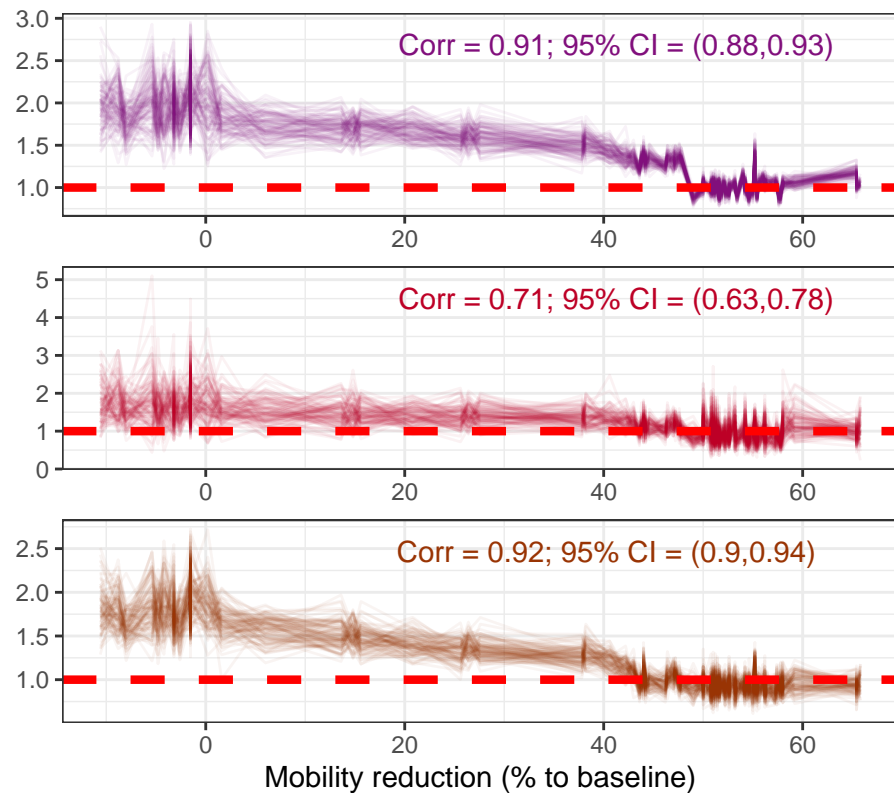 3.0
2.5
2.0
1.5
1.0
Corr = 0.91; 95% CI = (0.88,0.93)
0 20 40 60
5
4
3
2
1
0
Corr = 0.71; 95% CI = (0.63,0.78)
0 20 40 60
2.5
2.0
1.5
1.0
Corr = 0.92; 95% CI = (0.9,0.94)
0 20 40 60
Mobility reduction (% to baseline)